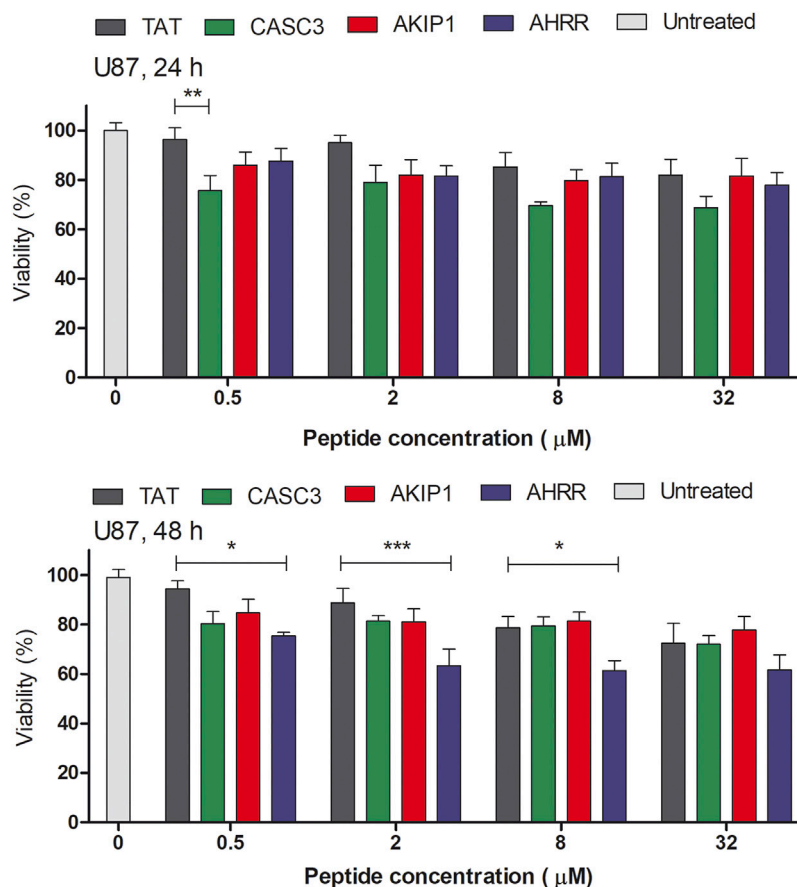 TAT CASC3 AKIP1 AHRR Untreated
U87, 24 h
**
100
80
60
40
20
0
Viability (%)
0 0.5 2 8 32
Peptide concentration ( μM)
TAT CASC3 AKIP1 AHRR Untreated
U87, 48 h
* *** *
100
80
60
40
20
0
Viability (%)
0 0.5 2 8 32
Peptide concentration ( μM)